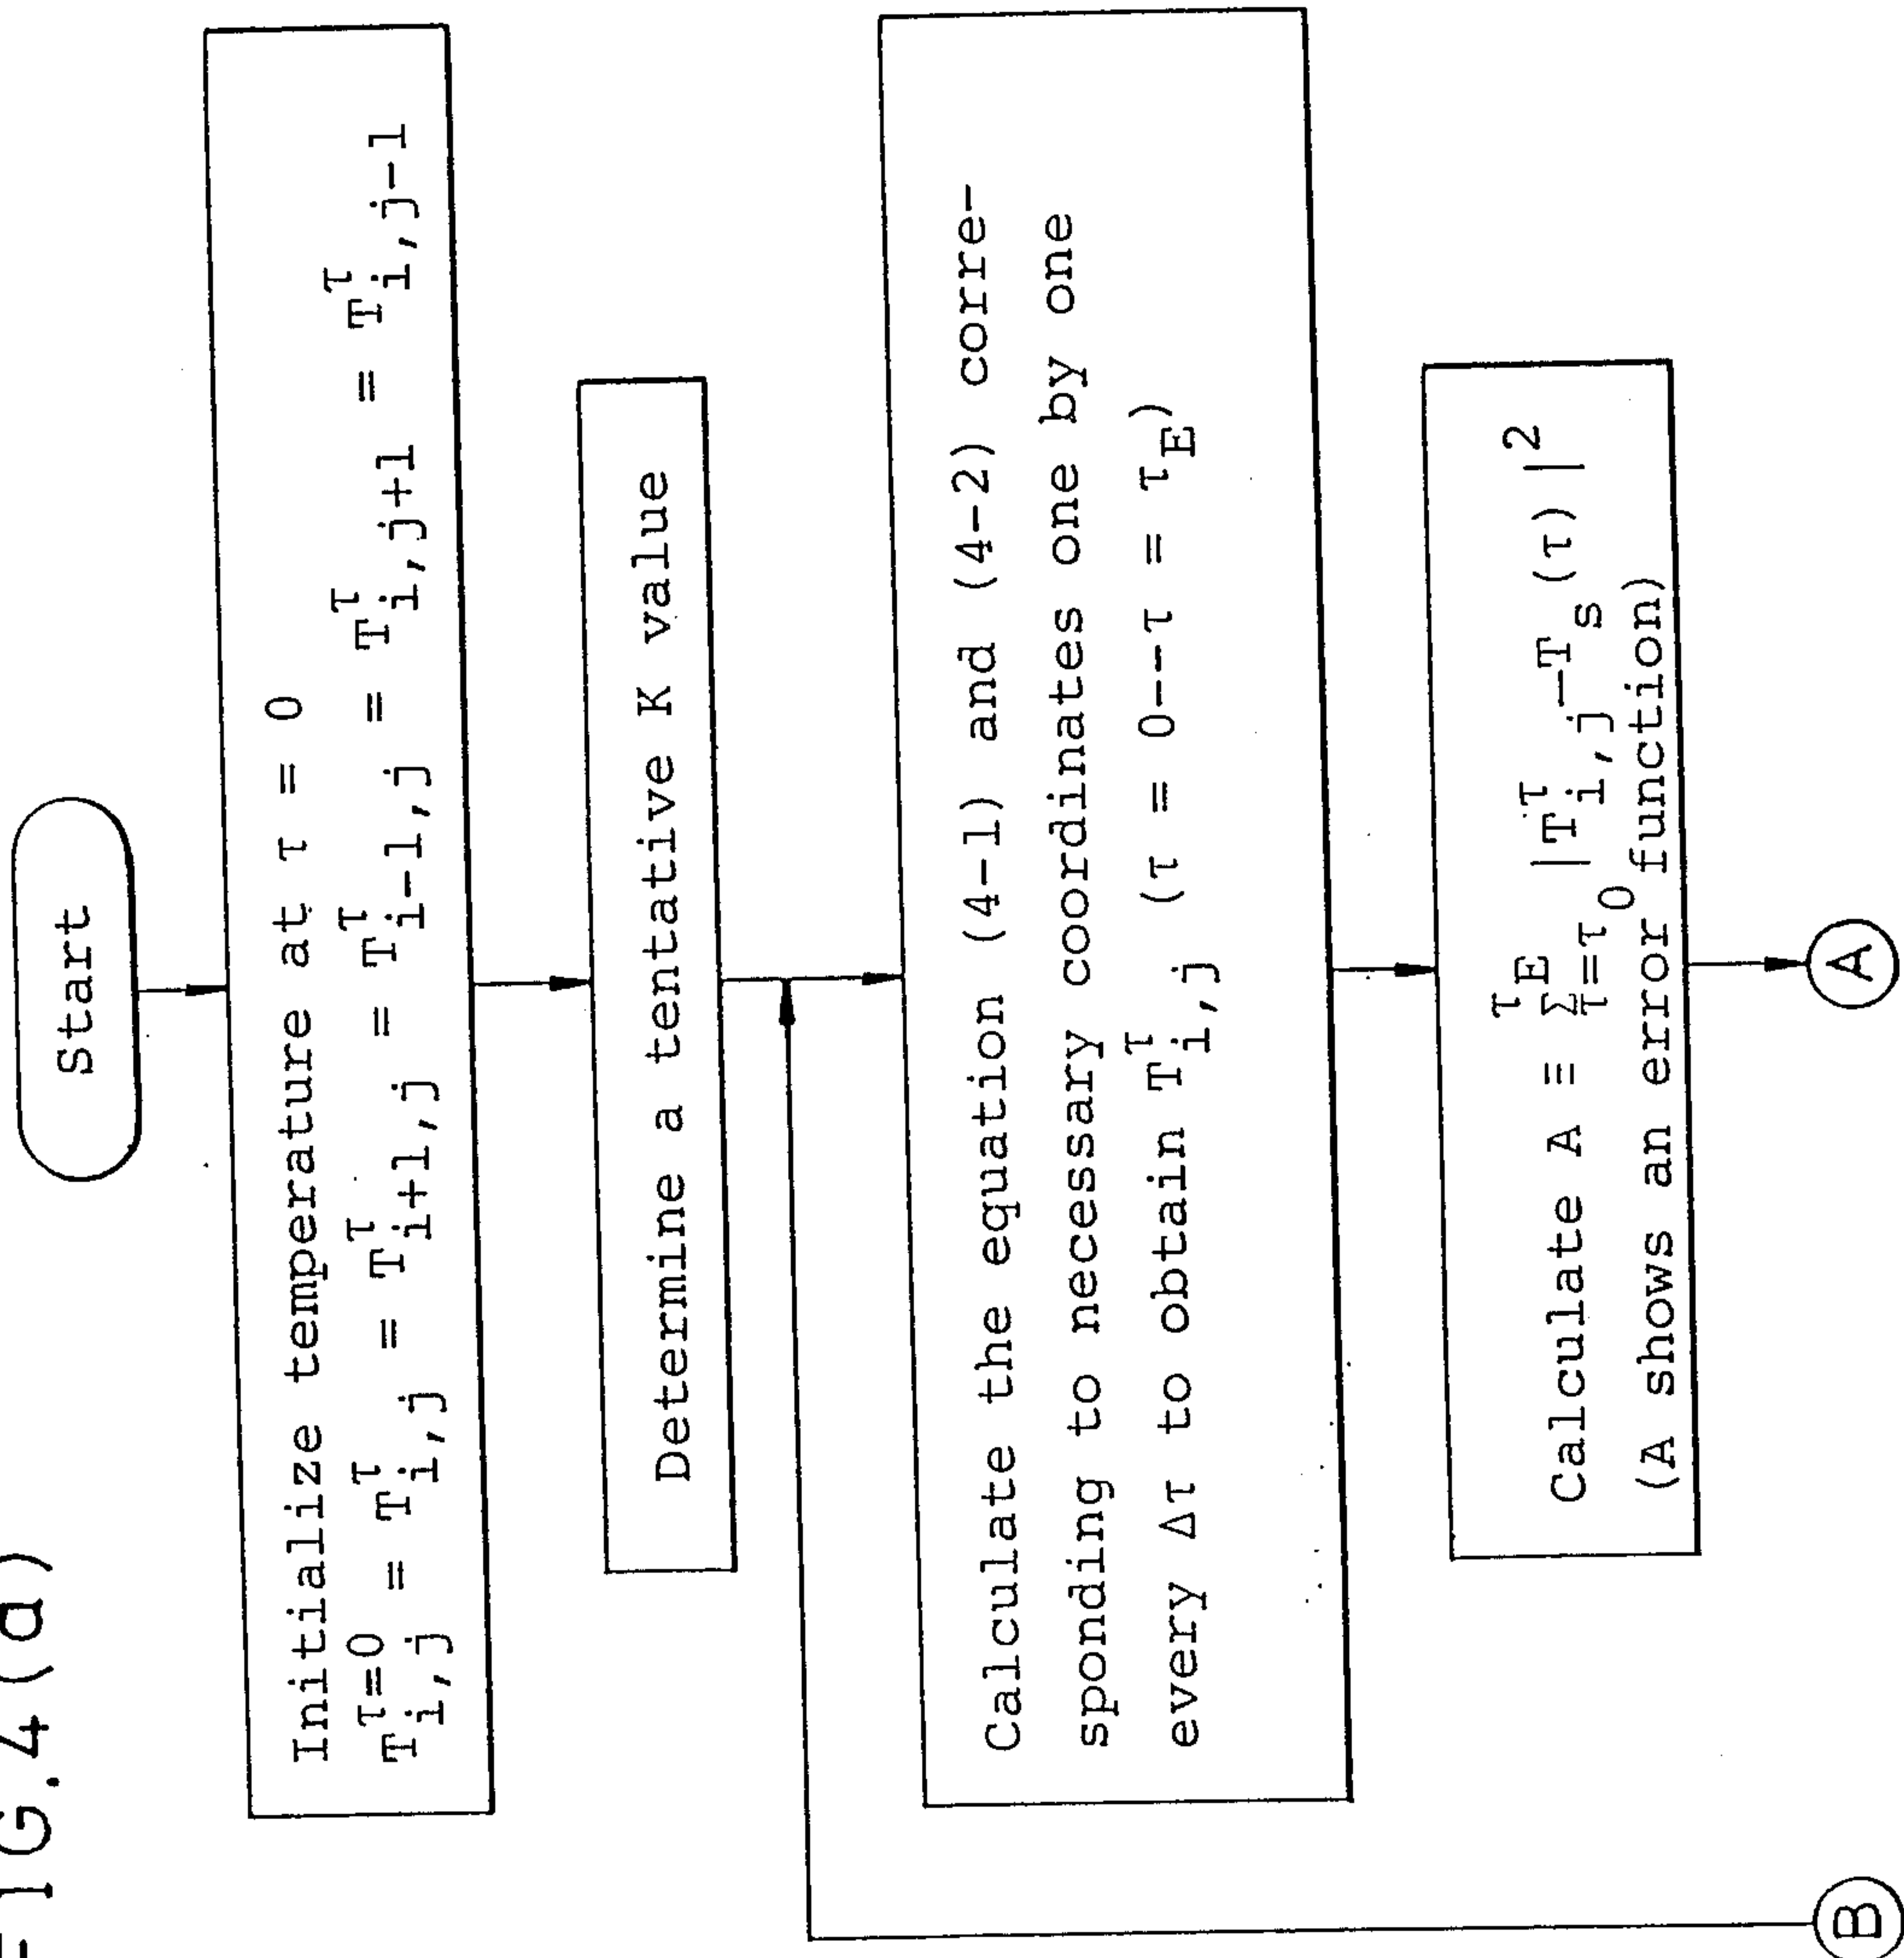 FIG.4(a)
Start
Initialize temperature at τ = 0
T^{τ=0}_{i,j} = T^τ_{i,j} = T^τ_{i+1,j} = T^τ_{i-1,j} = T^τ_{i,j+1} = T^τ_{i,j-1}
Determine a tentative K value
Calculate the equation (4-1) and (4-2) corre-
sponding to necessary coordinates one by one
every Δτ to obtain T^τ_{i,j} (τ = 0---τ = τ_E)
Calculate A ≡ Σ^{τ_E}_{τ=τ_0} |T^τ_{i,j}-T_s(τ)|^2
(A shows an error function)
A
B